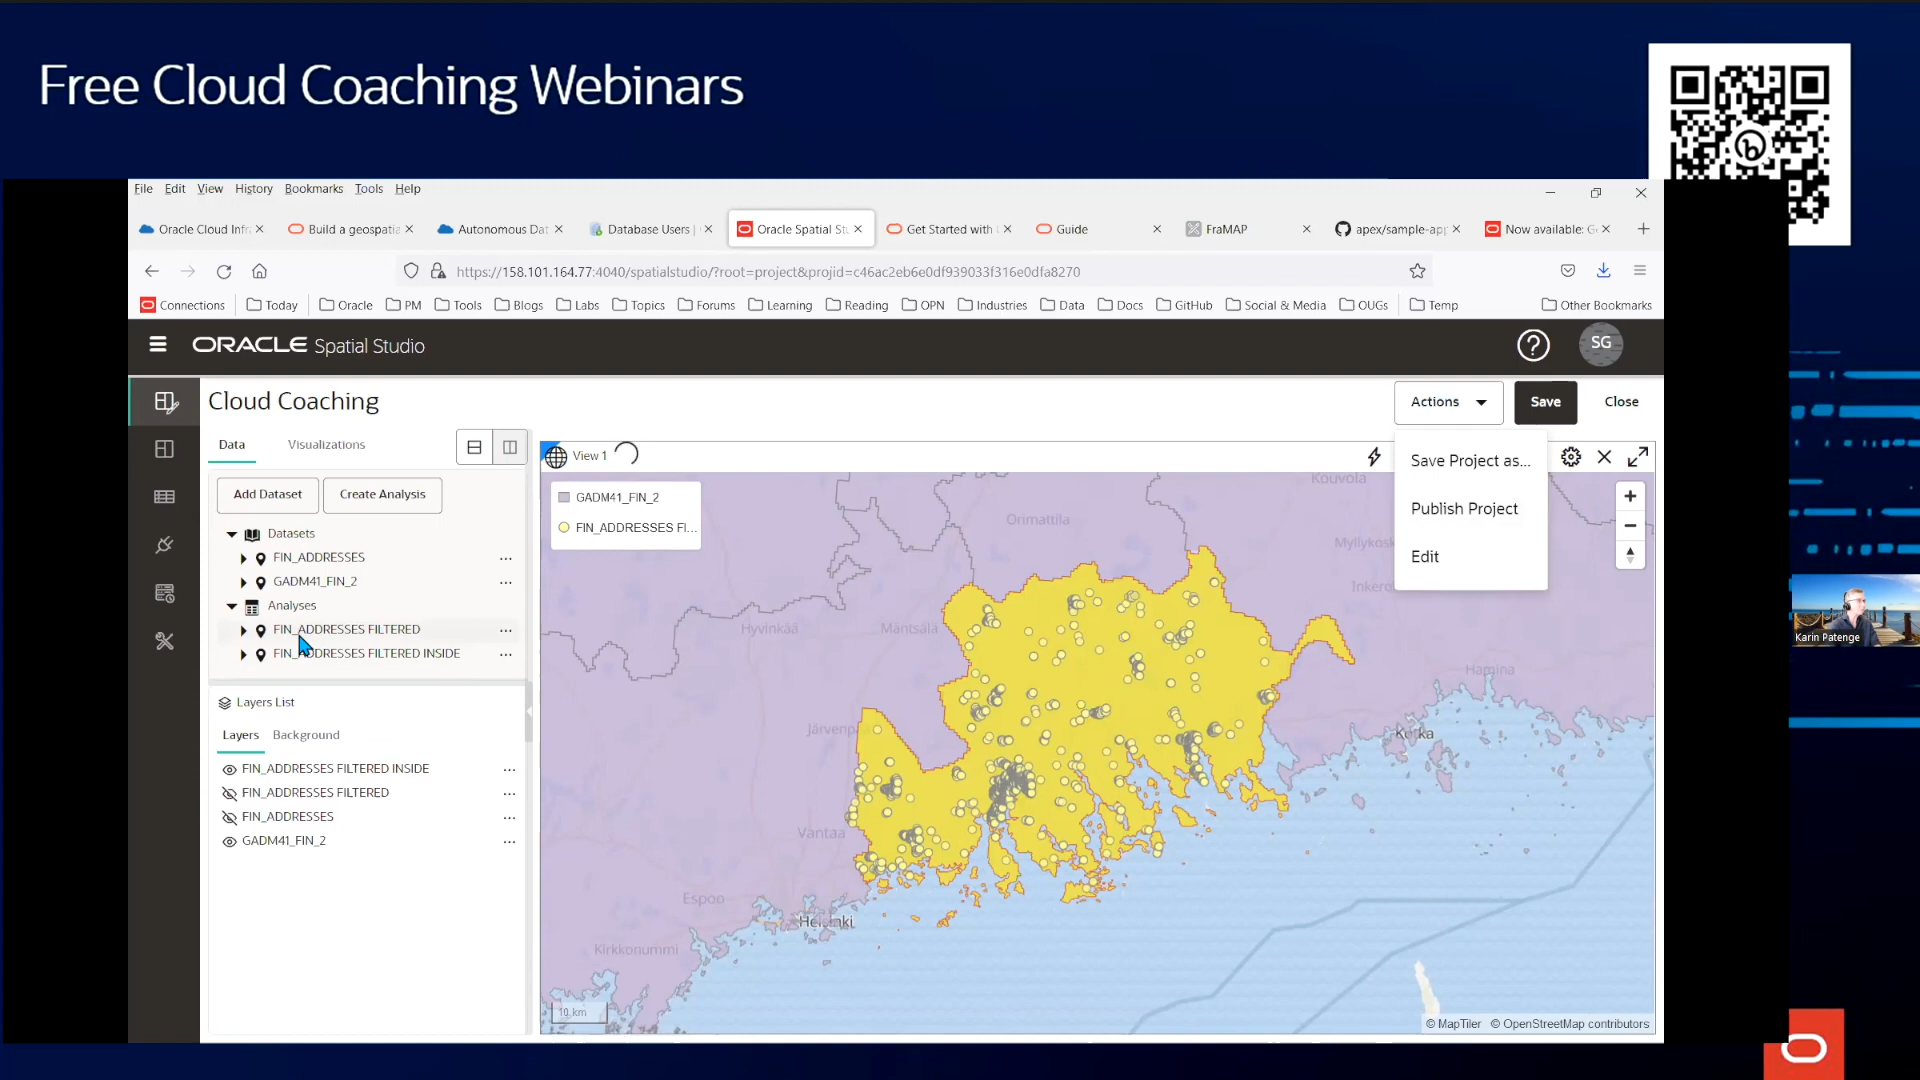 Free Cloud Coaching Webinars
File Edit View History Bookmarks Tools Help
Oracle Cloud Infr
Build a geospatia
Autonomous Dat
Database Users |
Oracle Spatial Stu
Get Started with
Guide
FraMAP
apex/sample-app
Now available: G
https://158.101.164.77:4040/spatialstudio/?root=project&projid=c46ac2eb6e0df939033f316e0dfa8270
Connections Today Oracle PM Tools Blogs Labs Topics Forums Learning Reading OPN Industries Data Docs GitHub Social & Media OUGs Temp Other Bookmarks
ORACLE Spatial Studio
SG
Cloud Coaching
Actions
Save
Close
Data Visualizations
View 1
Save Project as...
Publish Project
Edit
Add Dataset
Create Analysis
Datasets
FIN_ADDRESSES
GADM41_FIN_2
Analyses
FIN_ADDRESSES FILTERED
FIN_ADDRESSES FILTERED INSIDE
Layers List
Layers Background
FIN_ADDRESSES FILTERED INSIDE
FIN_ADDRESSES FILTERED
FIN_ADDRESSES
GADM41_FIN_2
GADM41_FIN_2
FIN_ADDRESSES FI...
Kouvola
Orimattila
Myllykosk
Inkero
Hyvinkää
Mäntsälä
Hamina
Järvenpä
Kotka
Vantaa
Espoo
Helsinki
Kirkkonummi
10 km
© MapTiler © OpenStreetMap contributors
Karin Patenge